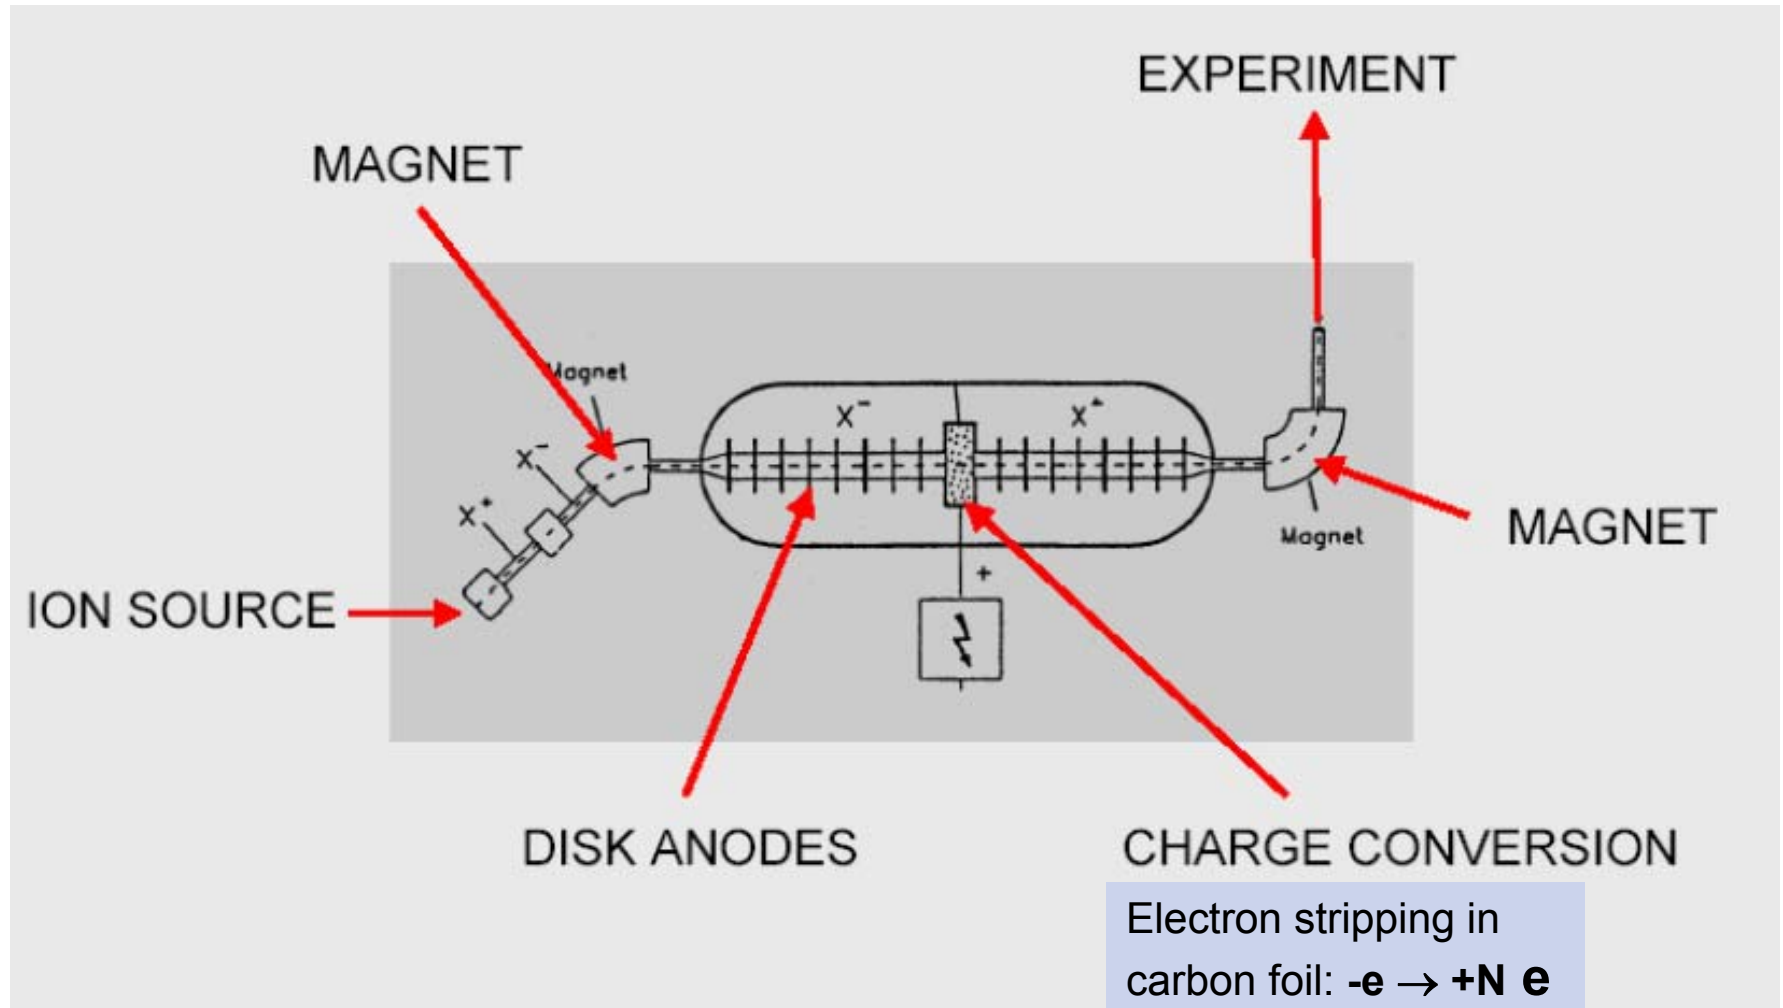 EXPERIMENT
MAGNET
Magnet
X⁻ X⁺
X⁻
X⁺
ION SOURCE
MAGNET
Magnet
+
DISK ANODES
CHARGE CONVERSION
Electron stripping in
carbon foil: -e → +N e